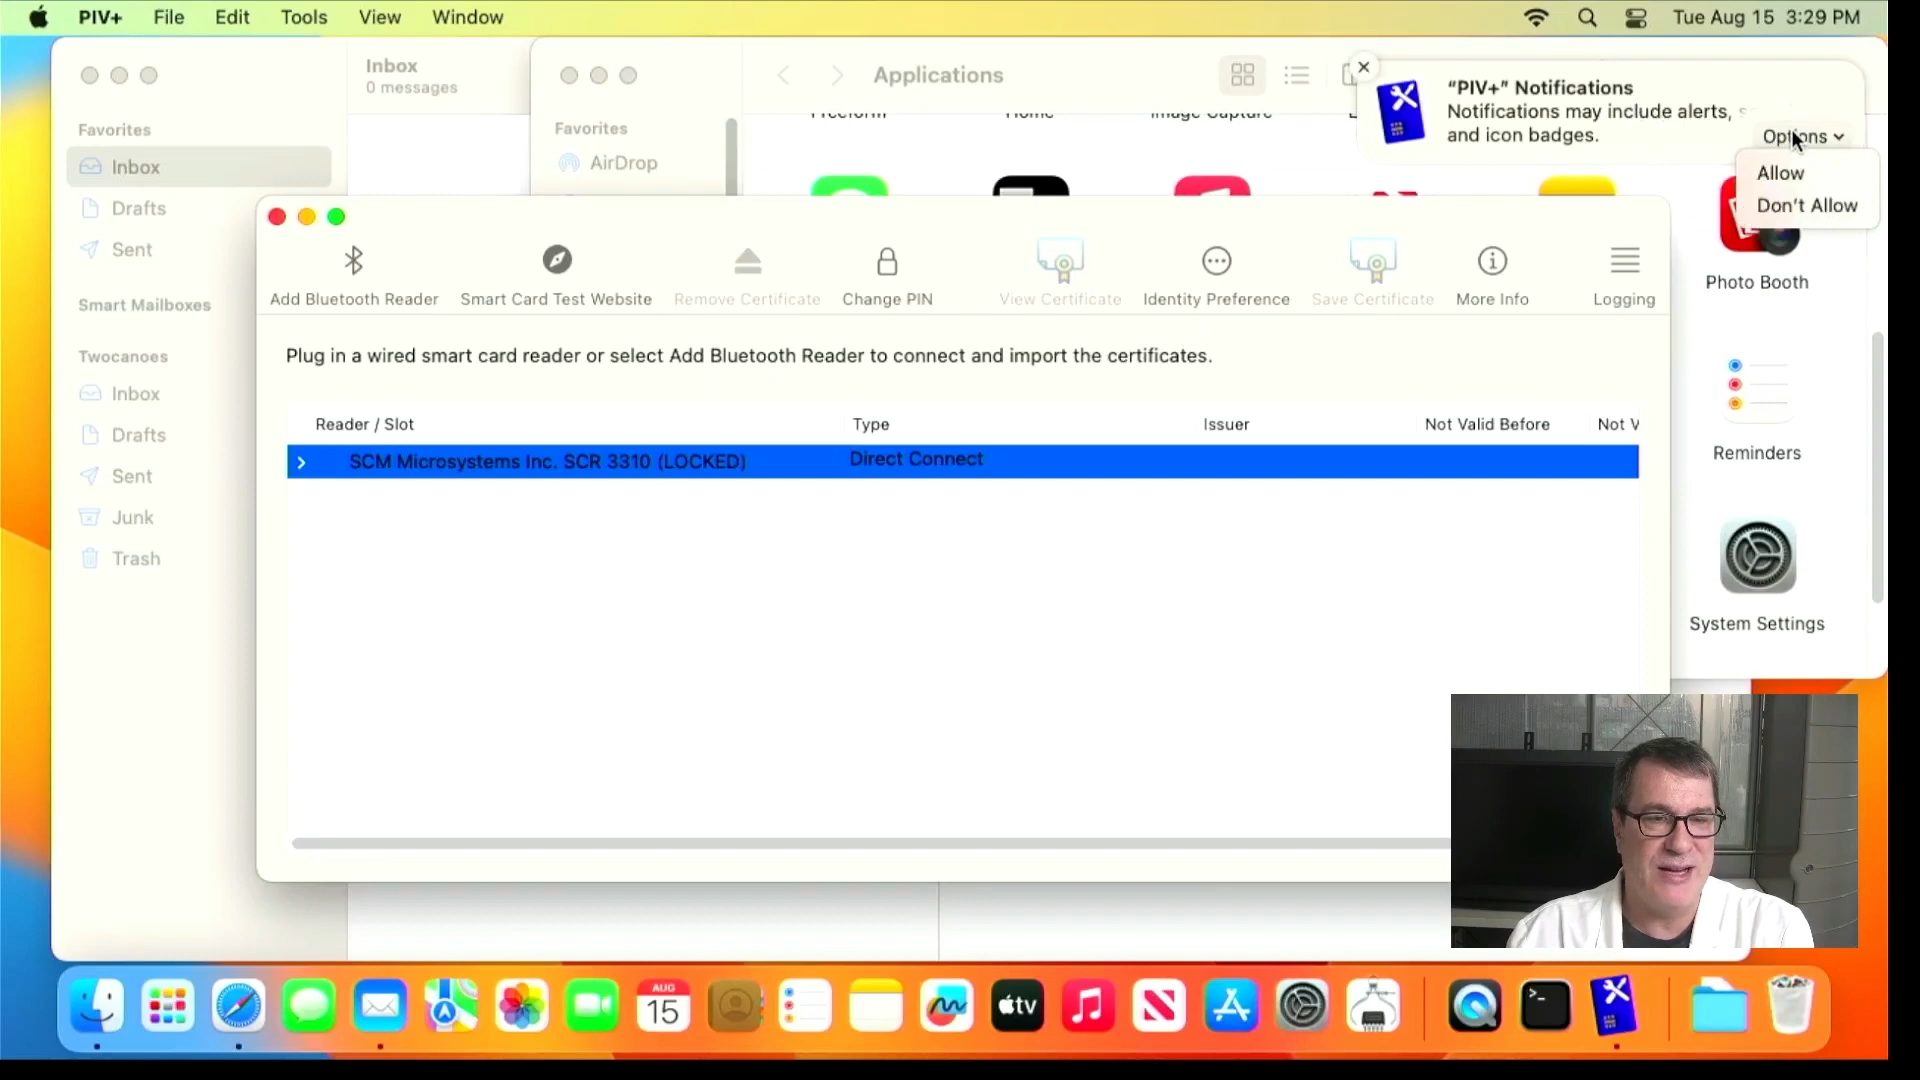 PIV+ File Edit Tools View Window Tue Aug 15 3:29 PM
Inbox
0 messages
Favorites
Inbox
Drafts
Sent
Smart Mailboxes
Twocanoes
Inbox
Drafts
Sent
Junk
Trash
Applications
Favorites
AirDrop
Freeform Home Image Capture
"PIV+" Notifications
Notifications may include alerts,
and icon badges.
Options
Allow
Don't Allow
Photo Booth
Reminders
System Settings
Add Bluetooth Reader Smart Card Test Website Remove Certificate Change PIN View Certificate Identity Preference Save Certificate More Info Logging
Plug in a wired smart card reader or select Add Bluetooth Reader to connect and import the certificates.
Reader / Slot Type Issuer Not Valid Before Not V
SCM Microsystems Inc. SCR 3310 (LOCKED) Direct Connect
AUG
15
tv